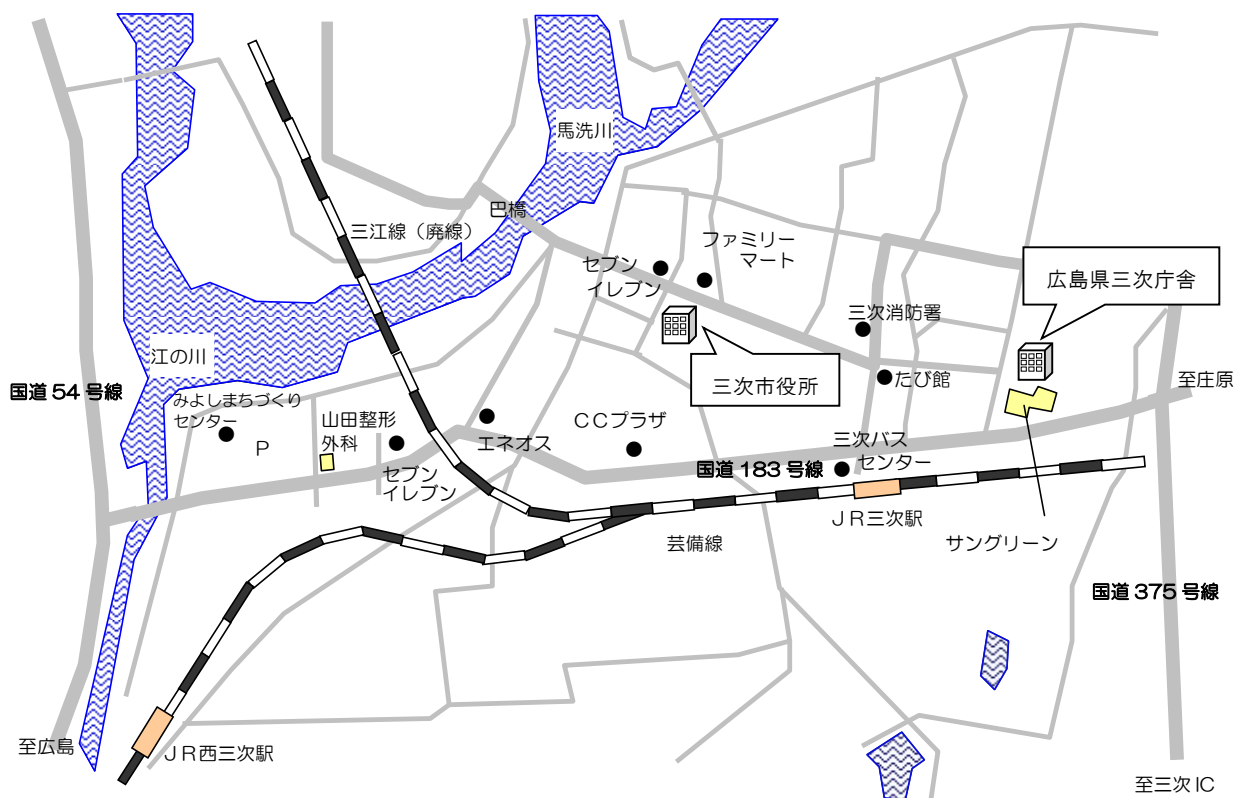 馬洗川
巴橋
三江線（廃線）
ファミリー
マート
セブン
イレブン
広島県三次庁舎
三次消防署
江の川
国道 54 号線
三次市役所
たび館
至庄原
みよしまちづくり
センター
P
山田整形
外科
セブン
イレブン
エネオス
ＣＣプラザ
三次バス
センター
国道 183 号線
ＪＲ三次駅
芸備線
サングリーン
国道 375 号線
至広島
ＪＲ西三次駅
至三次 IC